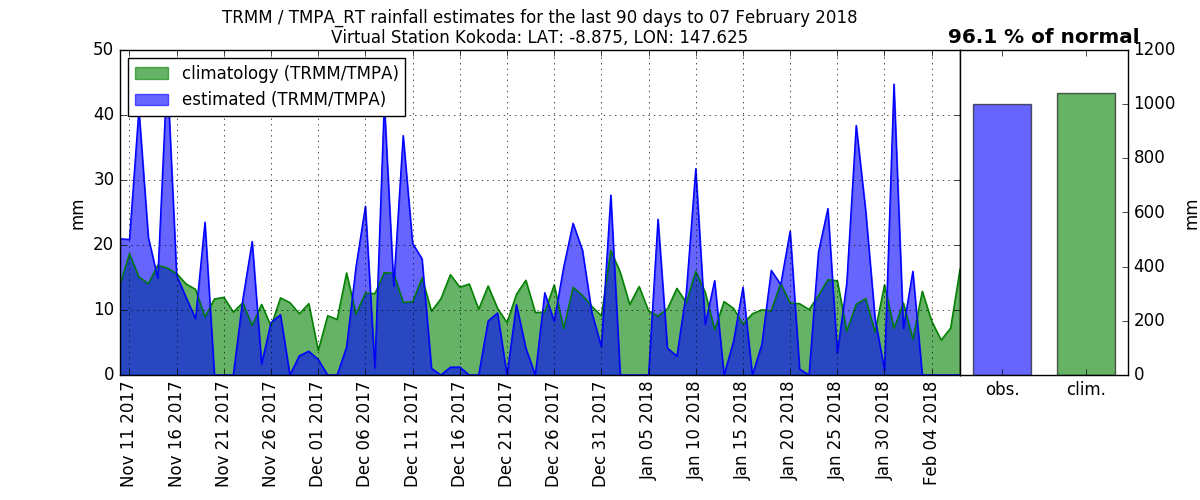 TRMM / TMPA_RT rainfall estimates for the last 90 days to 07 February 2018
Virtual Station Kokoda: LAT: -8.875, LON: 147.625
96.1 % of normal
climatology (TRMM/TMPA)
estimated (TRMM/TMPA)
50
40
30
20
10
0
mm
Nov 11 2017
Nov 16 2017
Nov 21 2017
Nov 26 2017
Dec 01 2017
Dec 06 2017
Dec 11 2017
Dec 16 2017
Dec 21 2017
Dec 26 2017
Dec 31 2017
Jan 05 2018
Jan 10 2018
Jan 15 2018
Jan 20 2018
Jan 25 2018
Jan 30 2018
Feb 04 2018
obs.
clim.
1200
1000
800
600
400
200
0
mm